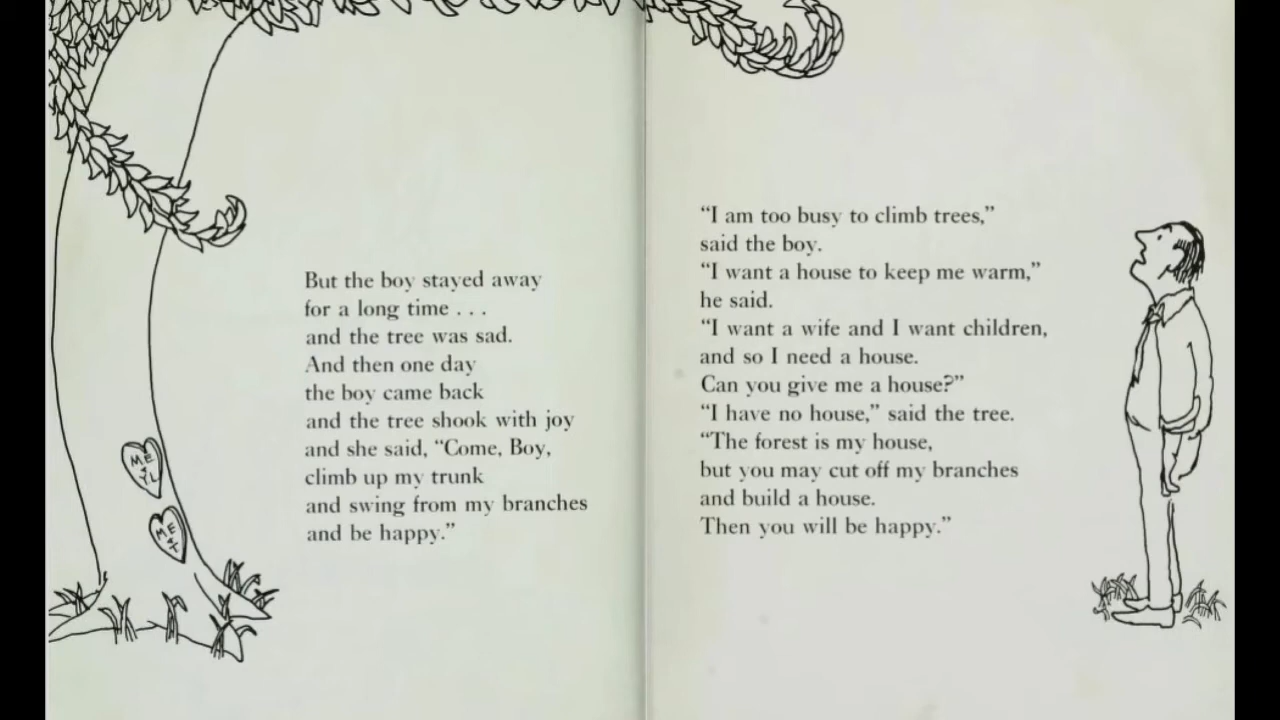 ME
+
Y.L.
ME
+
T
But the boy stayed away
for a long time . . .
and the tree was sad.
And then one day
the boy came back
and the tree shook with joy
and she said, “Come, Boy,
climb up my trunk
and swing from my branches
and be happy.”
“I am too busy to climb trees,”
said the boy.
“I want a house to keep me warm,”
he said.
“I want a wife and I want children,
and so I need a house.
Can you give me a house?”
“I have no house,” said the tree.
“The forest is my house,
but you may cut off my branches
and build a house.
Then you will be happy.”